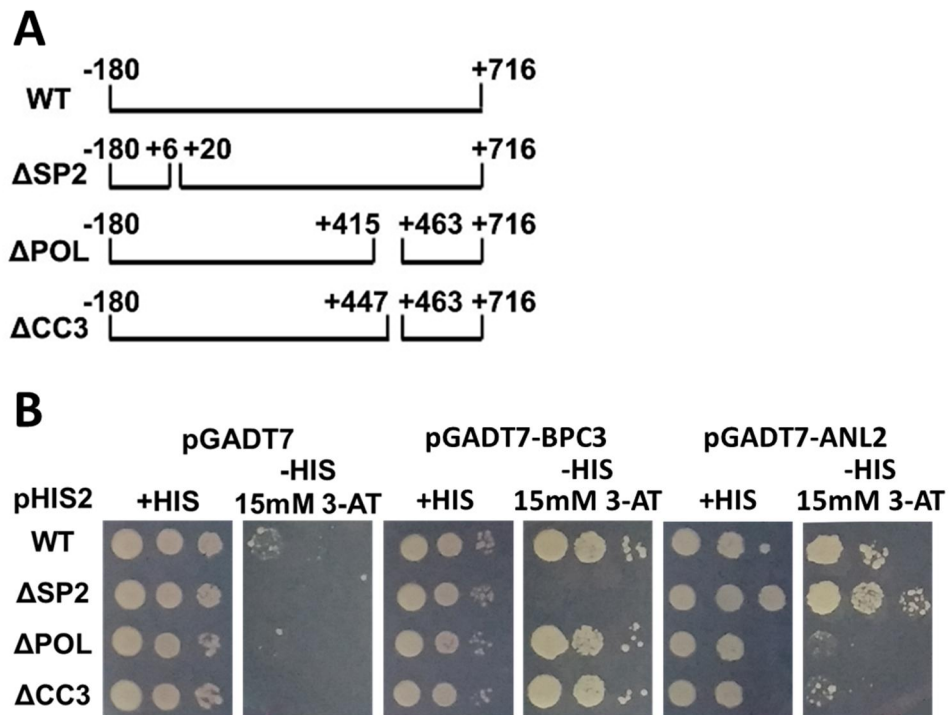 A
-180 +716
WT
-180 +6 +20 +716
ΔSP2
-180 +415 +463 +716
ΔPOL
-180 +447 +463 +716
ΔCC3
B
pGADT7 pGADT7-BPC3 pGADT7-ANL2
-HIS -HIS -HIS
pHIS2 +HIS 15mM 3-AT +HIS 15mM 3-AT +HIS 15mM 3-AT
WT
ΔSP2
ΔPOL
ΔCC3